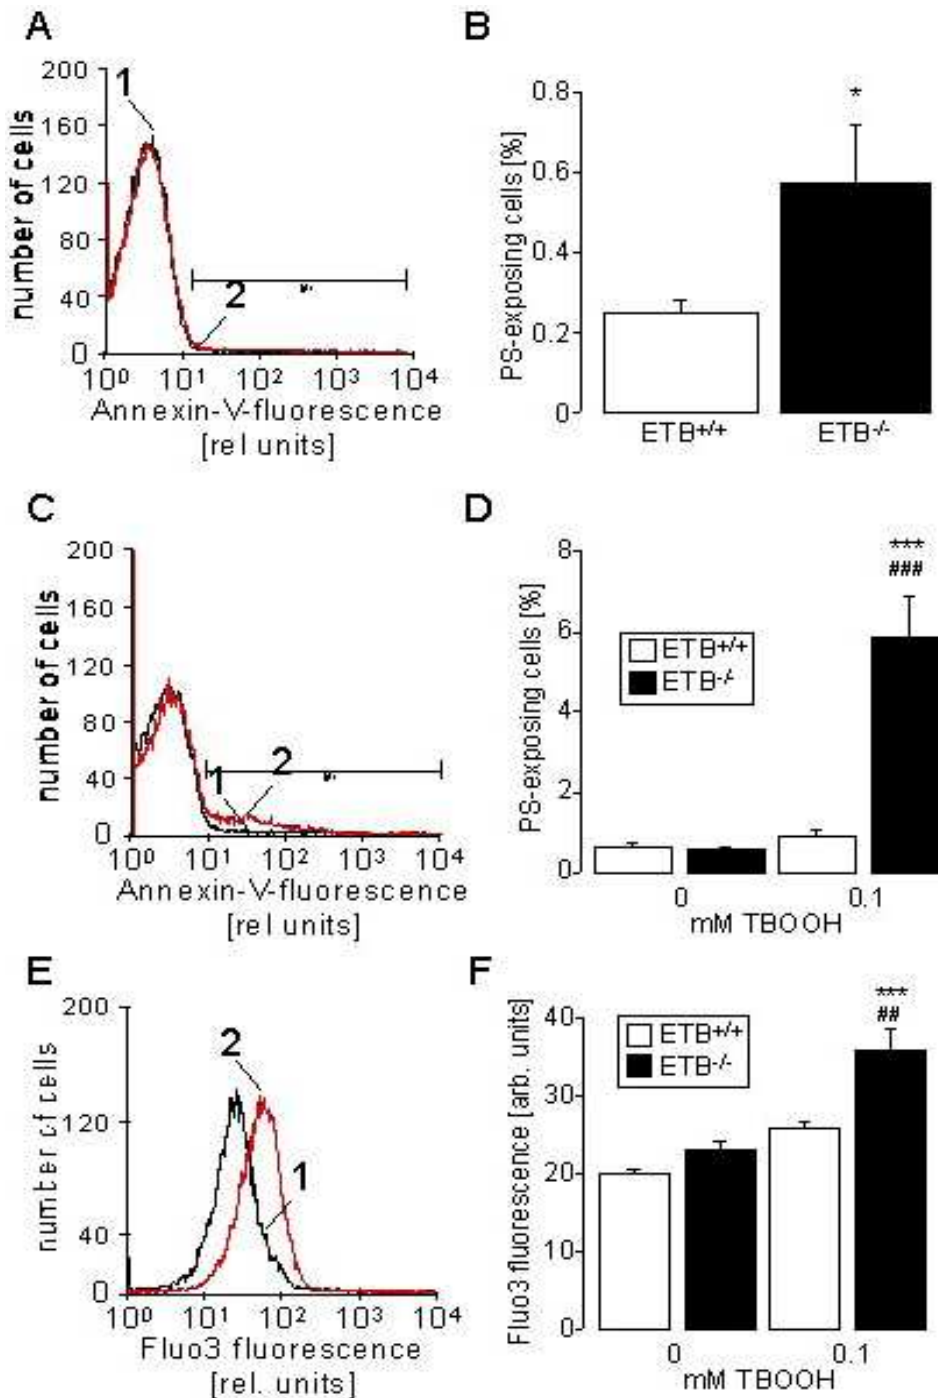 A
200
160
120
80
40
0
number of cells
1
2
10⁰ 10¹ 10² 10³ 10⁴
Annexin-V-fluorescence
[rel units]
B
0.8
0.6
0.4
0.2
0
PS-exposing cells [%]
*
ETB+/+ ETB-/-
C
200
160
120
80
40
0
number of cells
1 2
10⁰ 10¹ 10² 10³ 10⁴
Annexin-V-fluorescence
[rel units]
D
8
6
4
2
0
PS-exposing cells [%]
ETB+/+
ETB-/-
***
###
0 0.1
mM TBOOH
E
200
120
40
0
number of cells
2
1
10⁰ 10¹ 10² 10³ 10⁴
Fluo3 fluorescence
[rel. units]
F
40
30
20
10
0
Fluo3 fluorescence [arb. units]
ETB+/+
ETB-/-
***
##
0 0.1
mM TBOOH